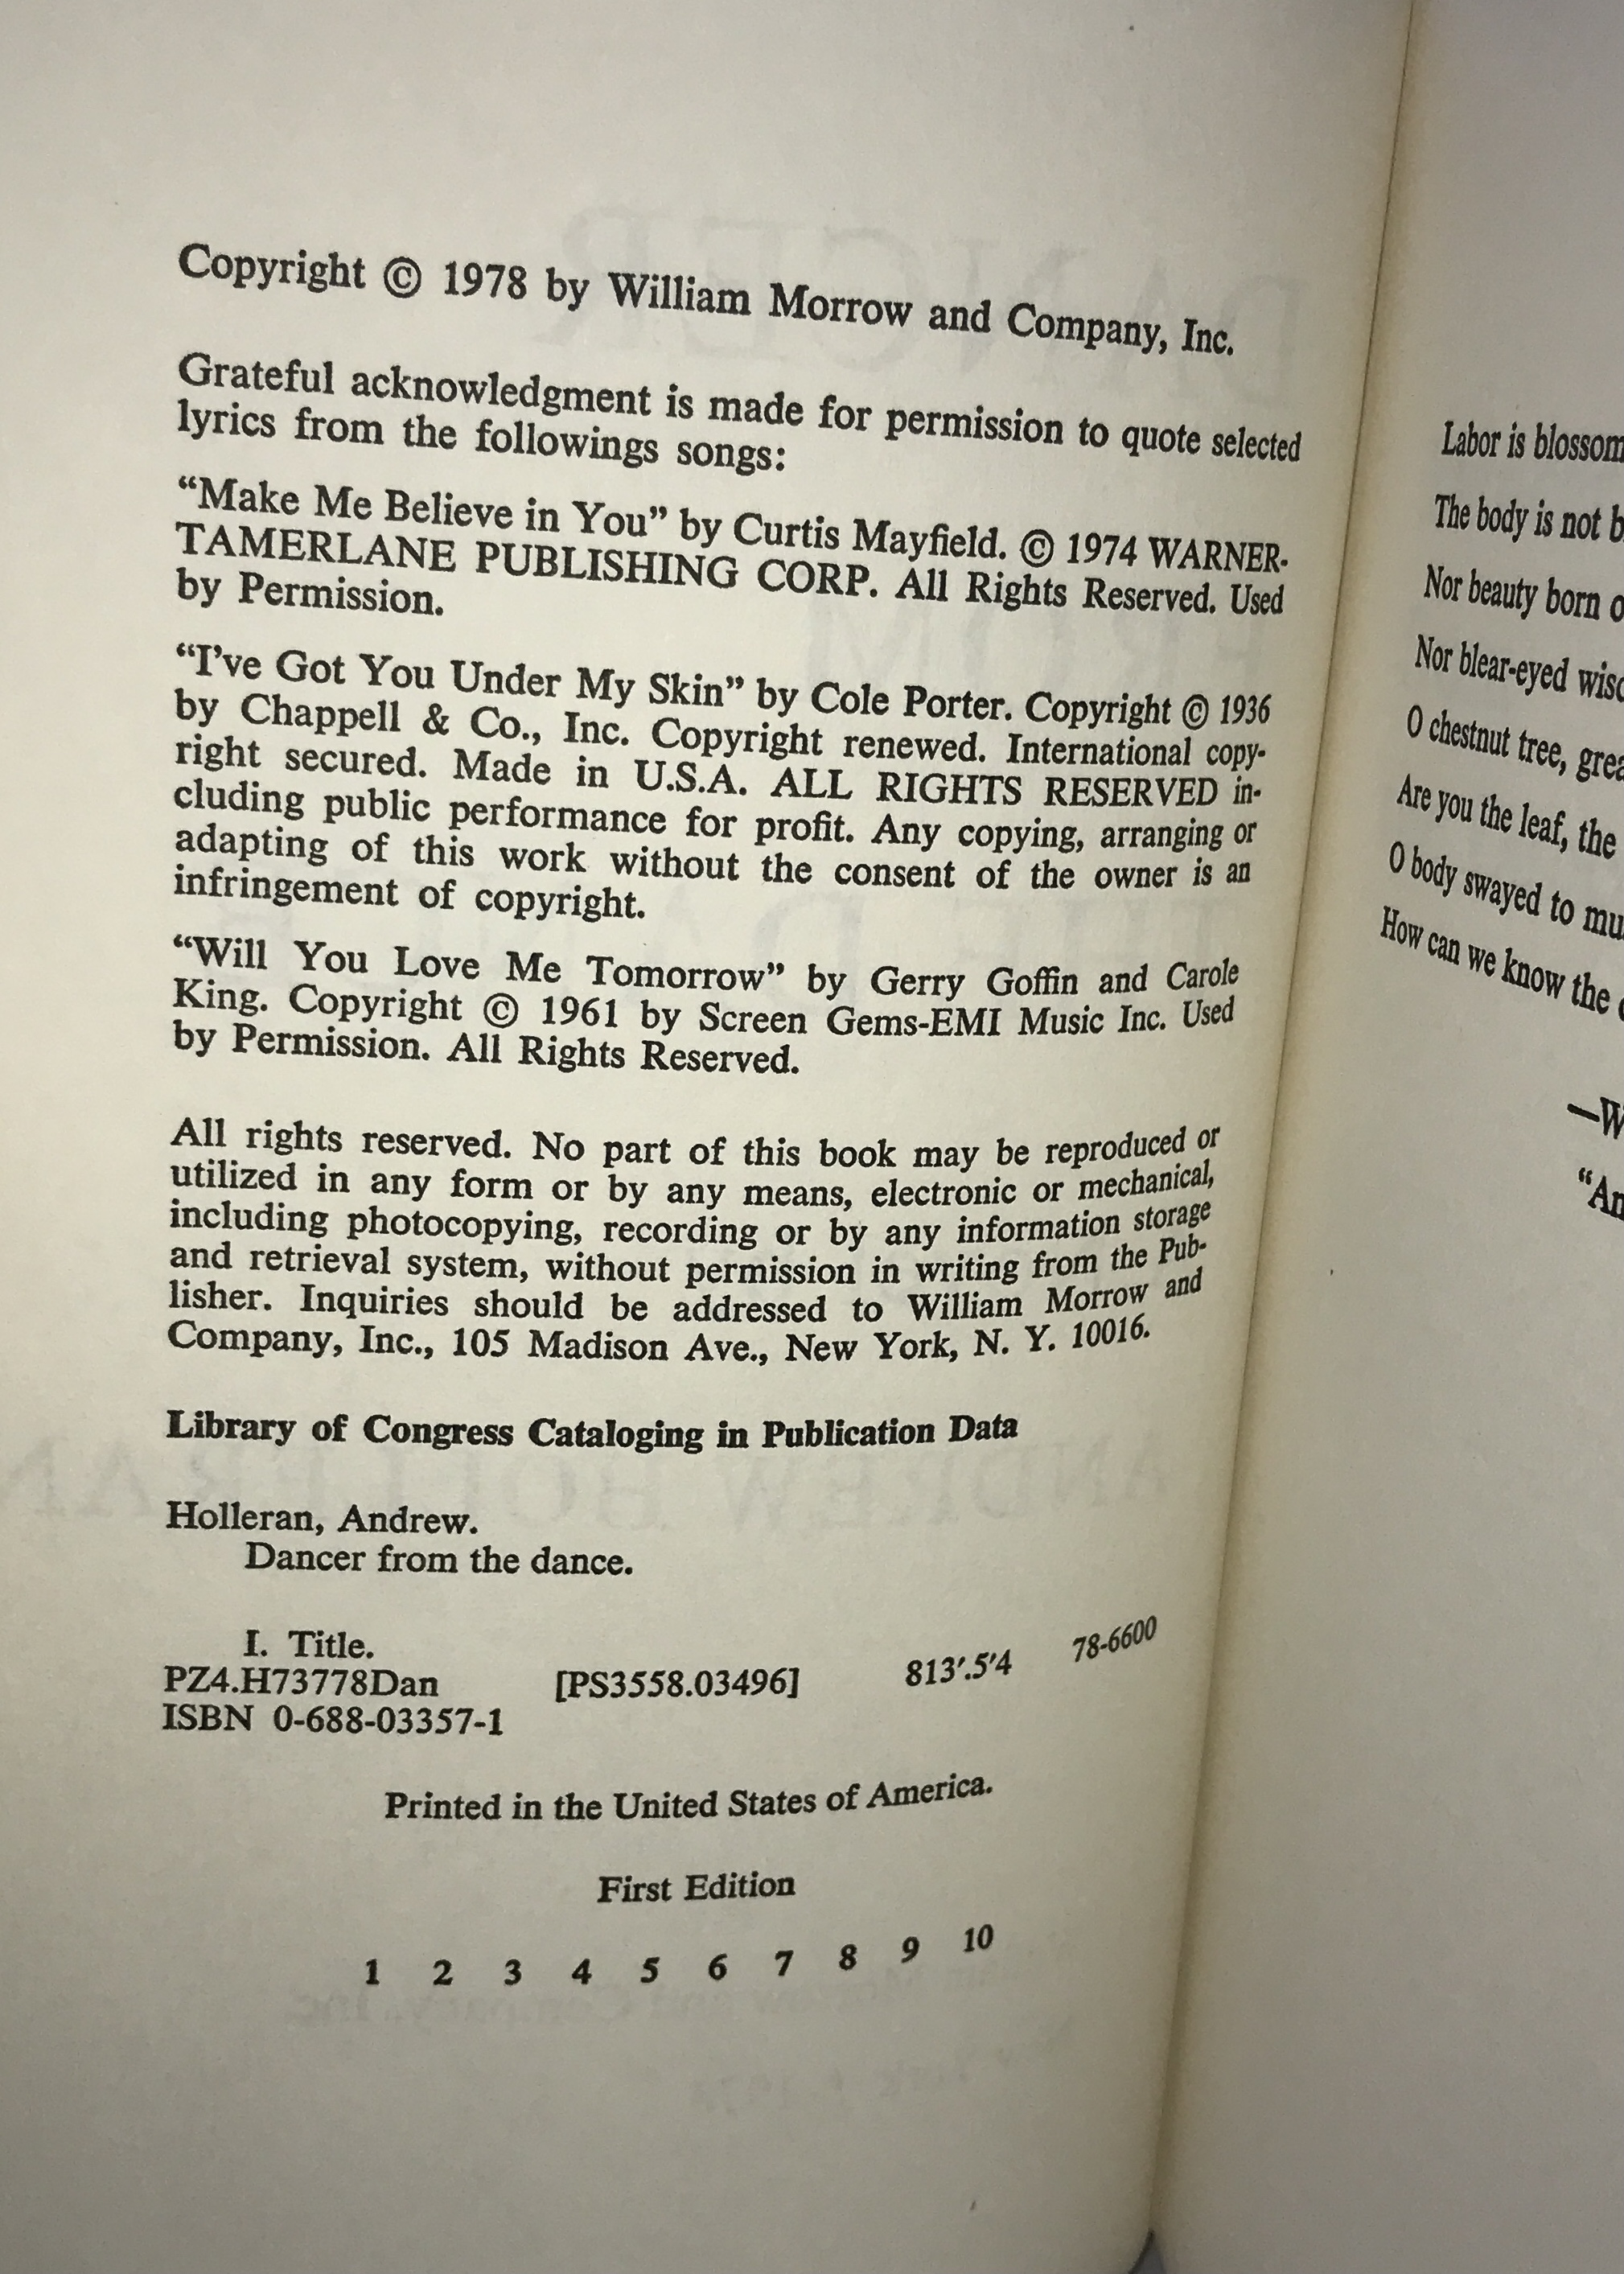 Copyright © 1978 by William Morrow and Company, Inc.
Grateful acknowledgment is made for permission to quote selected
lyrics from the followings songs:
“Make Me Believe in You” by Curtis Mayfield. © 1974 WARNER-
TAMERLANE PUBLISHING CORP. All Rights Reserved. Used
by Permission.
“I’ve Got You Under My Skin” by Cole Porter. Copyright © 1936
by Chappell & Co., Inc. Copyright renewed. International copy-
right secured. Made in U.S.A. ALL RIGHTS RESERVED in-
cluding public performance for profit. Any copying, arranging or
adapting of this work without the consent of the owner is an
infringement of copyright.
“Will You Love Me Tomorrow” by Gerry Goffin and Carole
King. Copyright © 1961 by Screen Gems-EMI Music Inc. Used
by Permission. All Rights Reserved.
All rights reserved. No part of this book may be reproduced or
utilized in any form or by any means, electronic or mechanical,
including photocopying, recording or by any information storage
and retrieval system, without permission in writing from the Pub-
lisher. Inquiries should be addressed to William Morrow and
Company, Inc., 105 Madison Ave., New York, N. Y. 10016.
Library of Congress Cataloging in Publication Data
Holleran, Andrew.
Dancer from the dance.
I. Title.
PZ4.H73778Dan [PS3558.03496] 813′.5′4 78-6600
ISBN 0-688-03357-1
Printed in the United States of America.
First Edition
1 2 3 4 5 6 7 8 9 10
Labor is blossom
The body is not
Nor beauty born
Nor blear-eyed
O chestnut tree,
Are you the leaf, the
O body swayed to
How can we know the